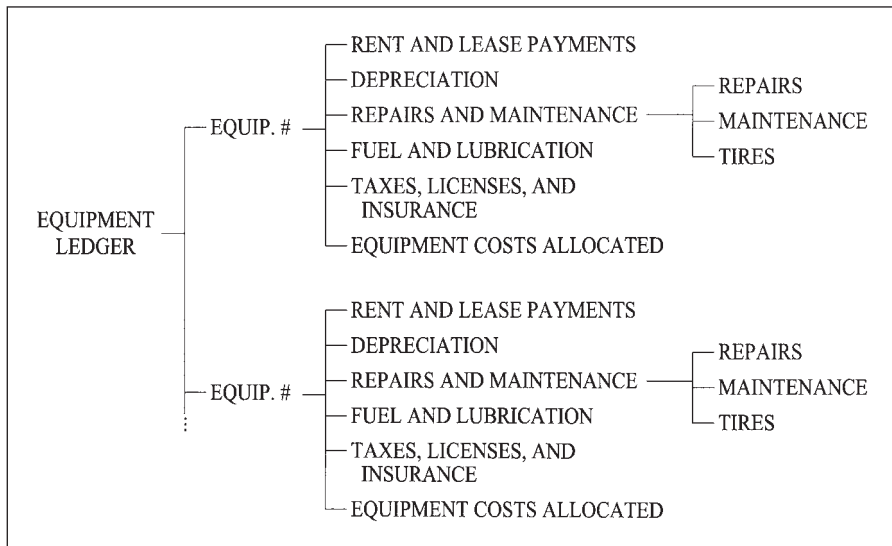 EQUIPMENT
LEDGER
EQUIP. #
RENT AND LEASE PAYMENTS
DEPRECIATION
REPAIRS AND MAINTENANCE
REPAIRS
MAINTENANCE
TIRES
FUEL AND LUBRICATION
TAXES, LICENSES, AND
INSURANCE
EQUIPMENT COSTS ALLOCATED
EQUIP. #
RENT AND LEASE PAYMENTS
DEPRECIATION
REPAIRS AND MAINTENANCE
REPAIRS
MAINTENANCE
TIRES
FUEL AND LUBRICATION
TAXES, LICENSES, AND
INSURANCE
EQUIPMENT COSTS ALLOCATED